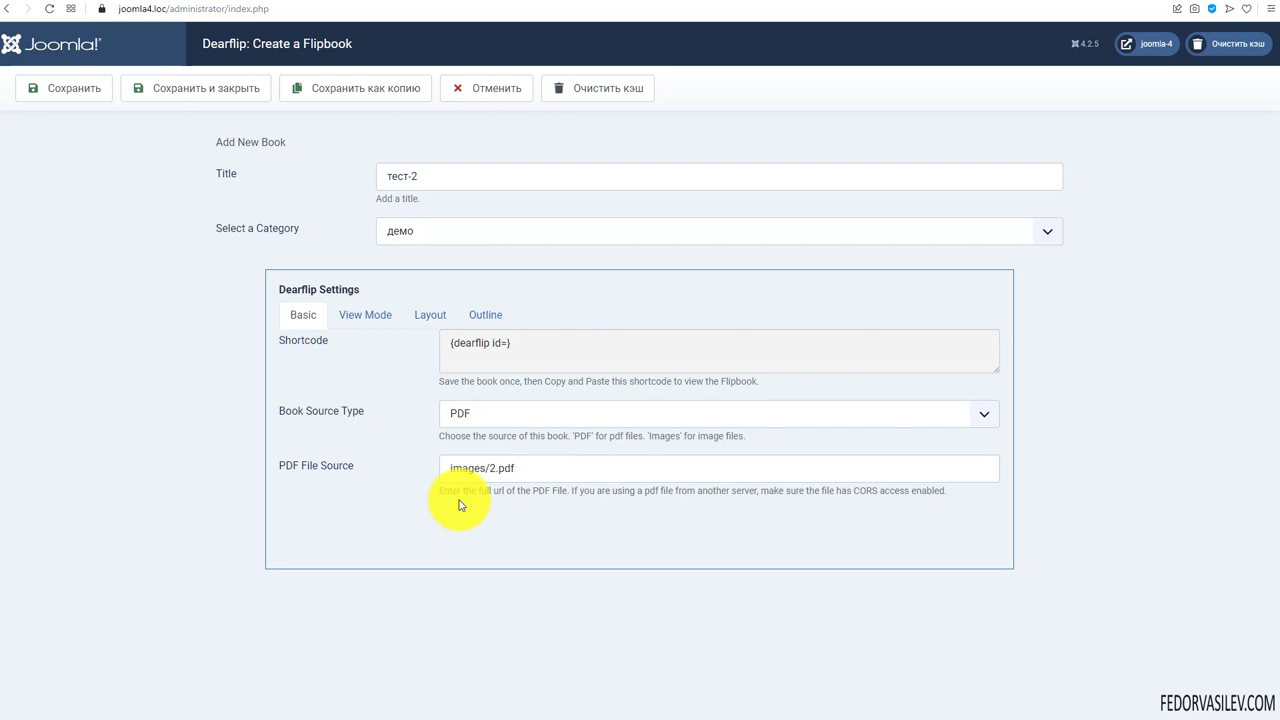 joomla4.loc/administrator/index.php
Joomla!
Dearflip: Create a Flipbook
4.2.5
joomla-4
Очистить кэш
Сохранить
Сохранить и закрыть
Сохранить как копию
Отменить
Очистить кэш
Add New Book
Title
тест-2
Add a title.
Select a Category
демо
Dearflip Settings
Basic
View Mode
Layout
Outline
Shortcode
{dearflip id=}
Save the book once, then Copy and Paste this shortcode to view the Flipbook.
Book Source Type
PDF
Choose the source of this book. 'PDF' for pdf files. 'Images' for image files.
PDF File Source
images/2.pdf
Enter the full url of the PDF File. If you are using a pdf file from another server, make sure the file has CORS access enabled.
FEDORVASILEV.COM